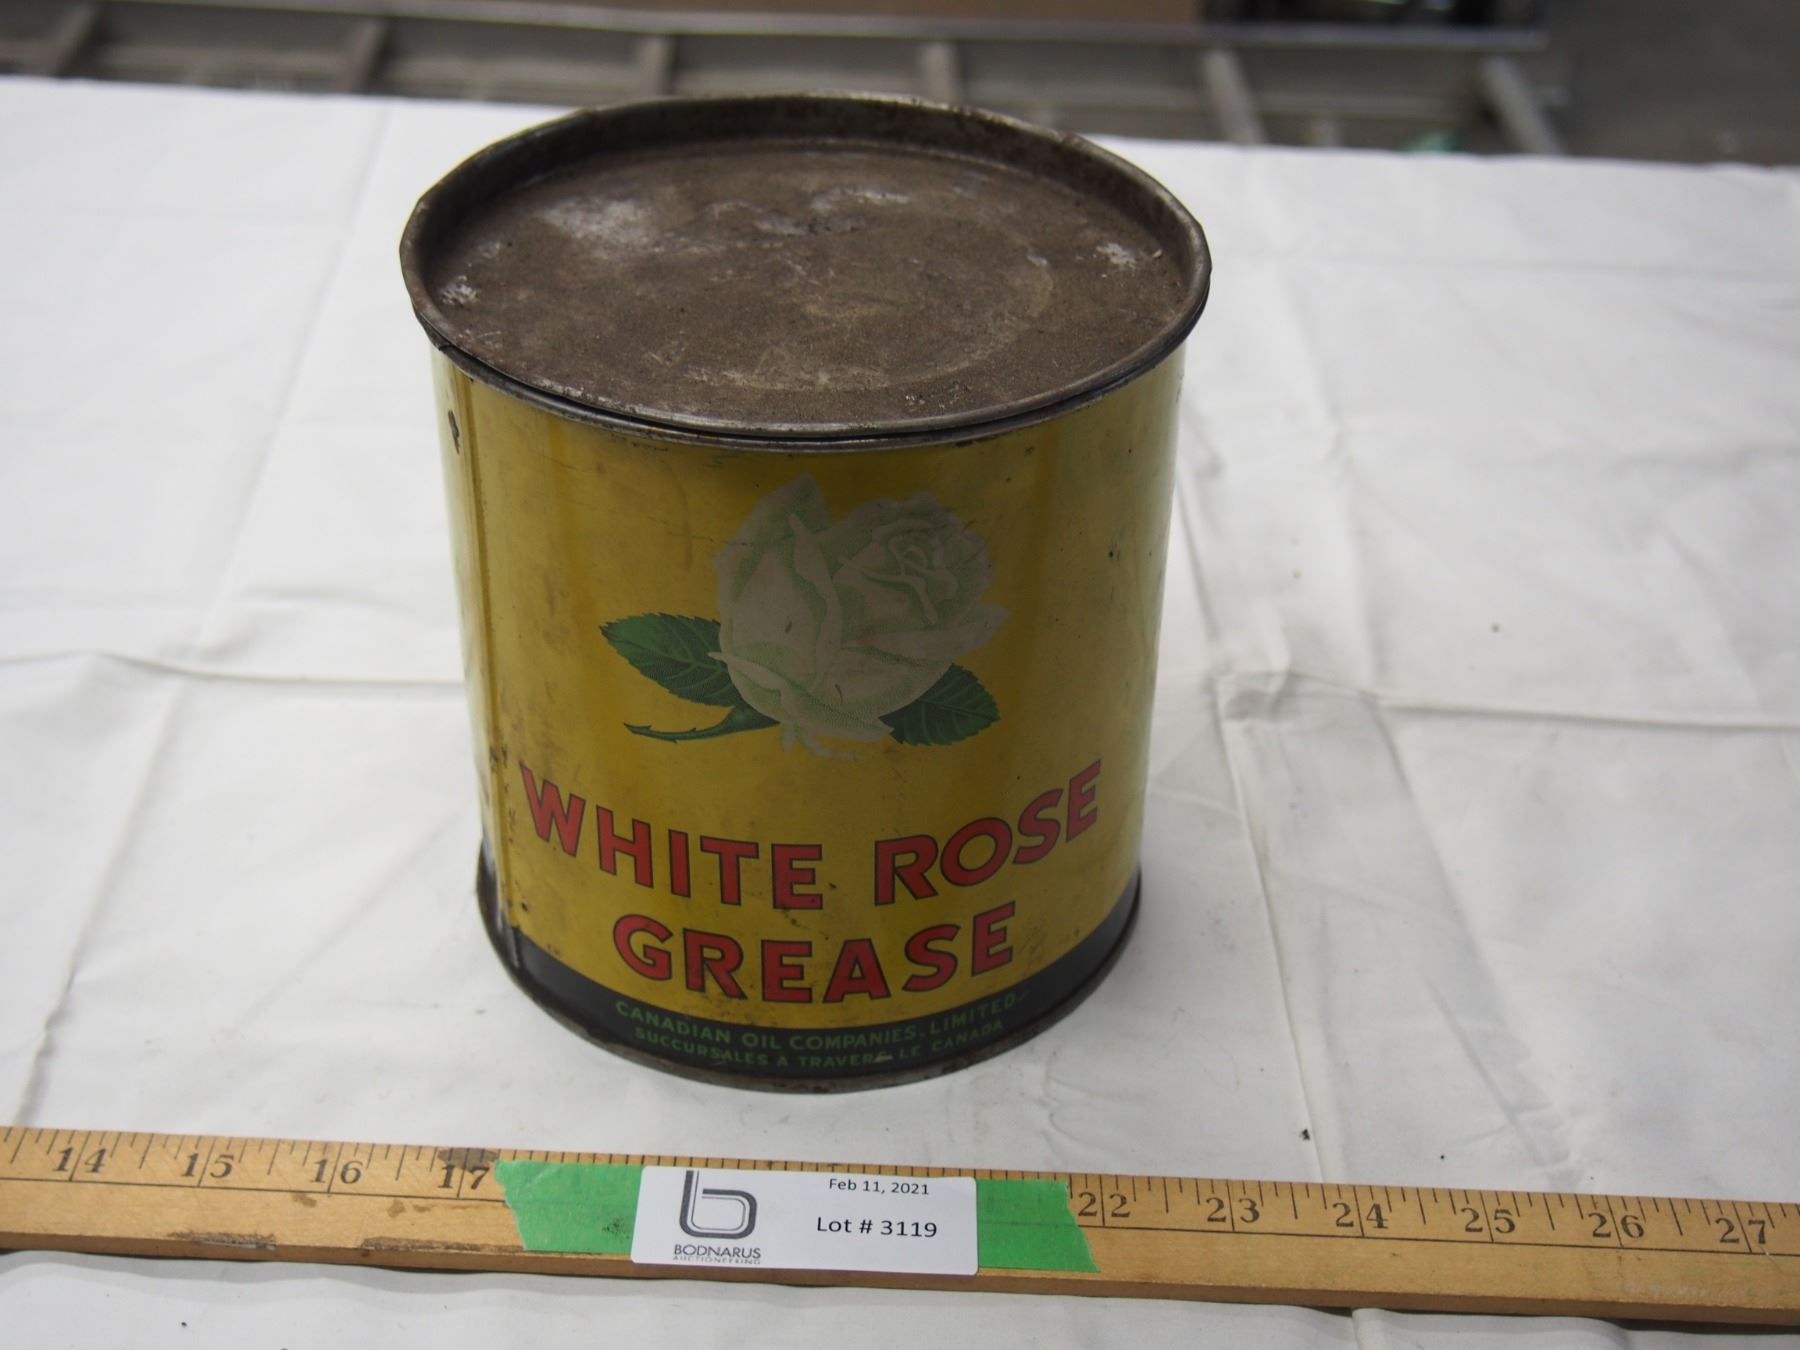 WHITE ROSE
GREASE
CANADIAN OIL COMPANIES, LIMITED
SUCCURSALES À TRAVERS LE CANADA
14 15 16 17 22 23 24 25 26 27
Feb 11, 2021
Lot # 3119
BODNARUS
AUCTIONEERING